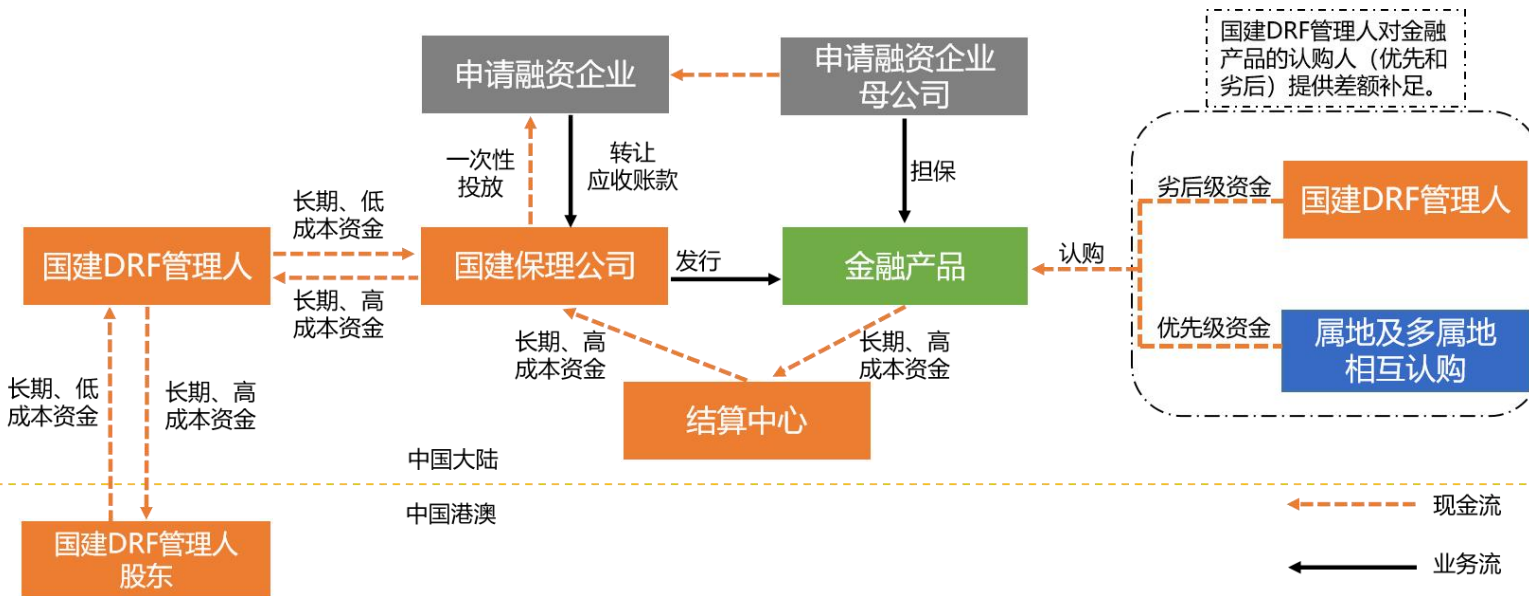 国建DRF管理人对金融
产品的认购人（优先和
劣后）提供差额补足。
申请融资企业
申请融资企业
母公司
一次性
投放
转让
应收账款
担保
劣后级资金
国建DRF管理人
长期、低
成本资金
国建DRF管理人
国建保理公司
发行
金融产品
认购
长期、高
成本资金
优先级资金
属地及多属地
相互认购
长期、高
成本资金
长期、高
成本资金
长期、低
成本资金
长期、高
成本资金
结算中心
中国大陆
中国港澳
现金流
国建DRF管理人
股东
业务流